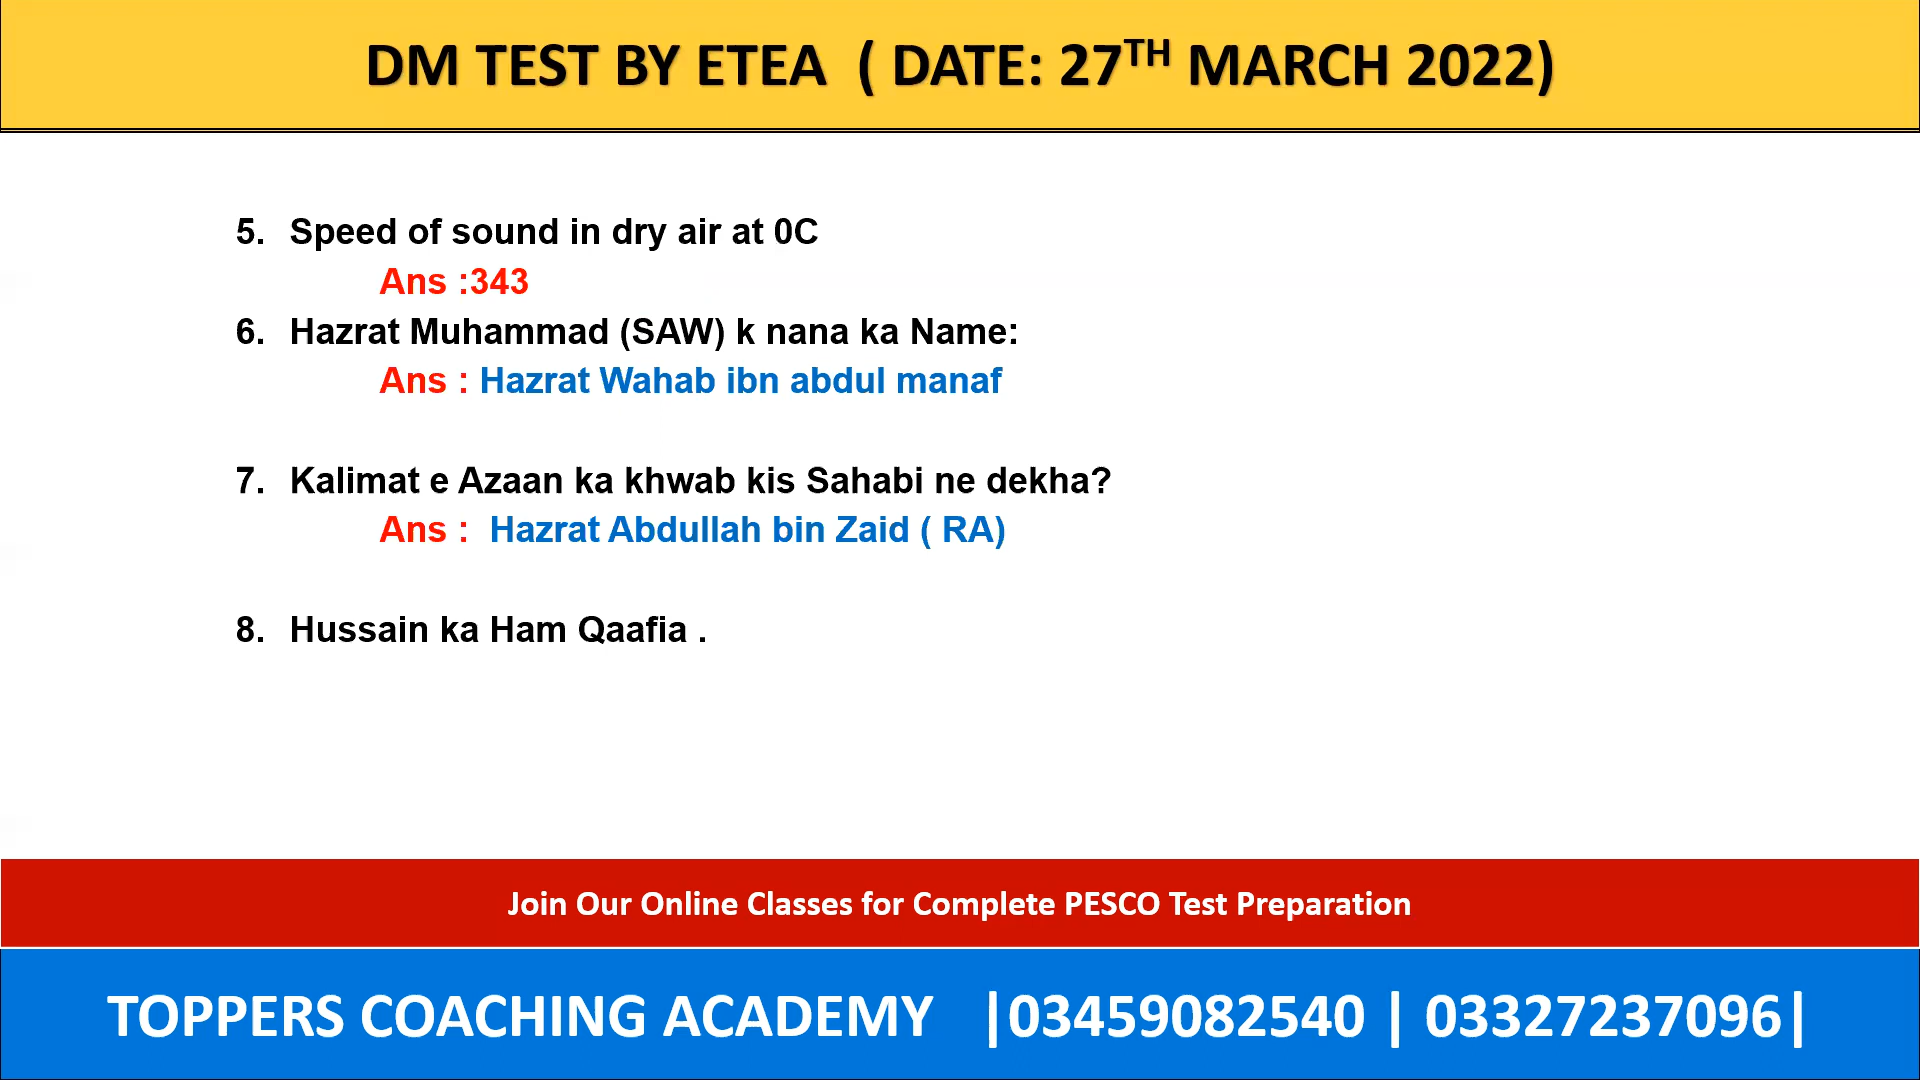 DM TEST BY ETEA ( DATE: 27TH MARCH 2022)
5. Speed of sound in dry air at 0C
Ans :343
6. Hazrat Muhammad (SAW) k nana ka Name:
Ans : Hazrat Wahab ibn abdul manaf
7. Kalimat e Azaan ka khwab kis Sahabi ne dekha?
Ans : Hazrat Abdullah bin Zaid ( RA)
8. Hussain ka Ham Qaafia .
Join Our Online Classes for Complete PESCO Test Preparation
TOPPERS COACHING ACADEMY |03459082540 | 03327237096|